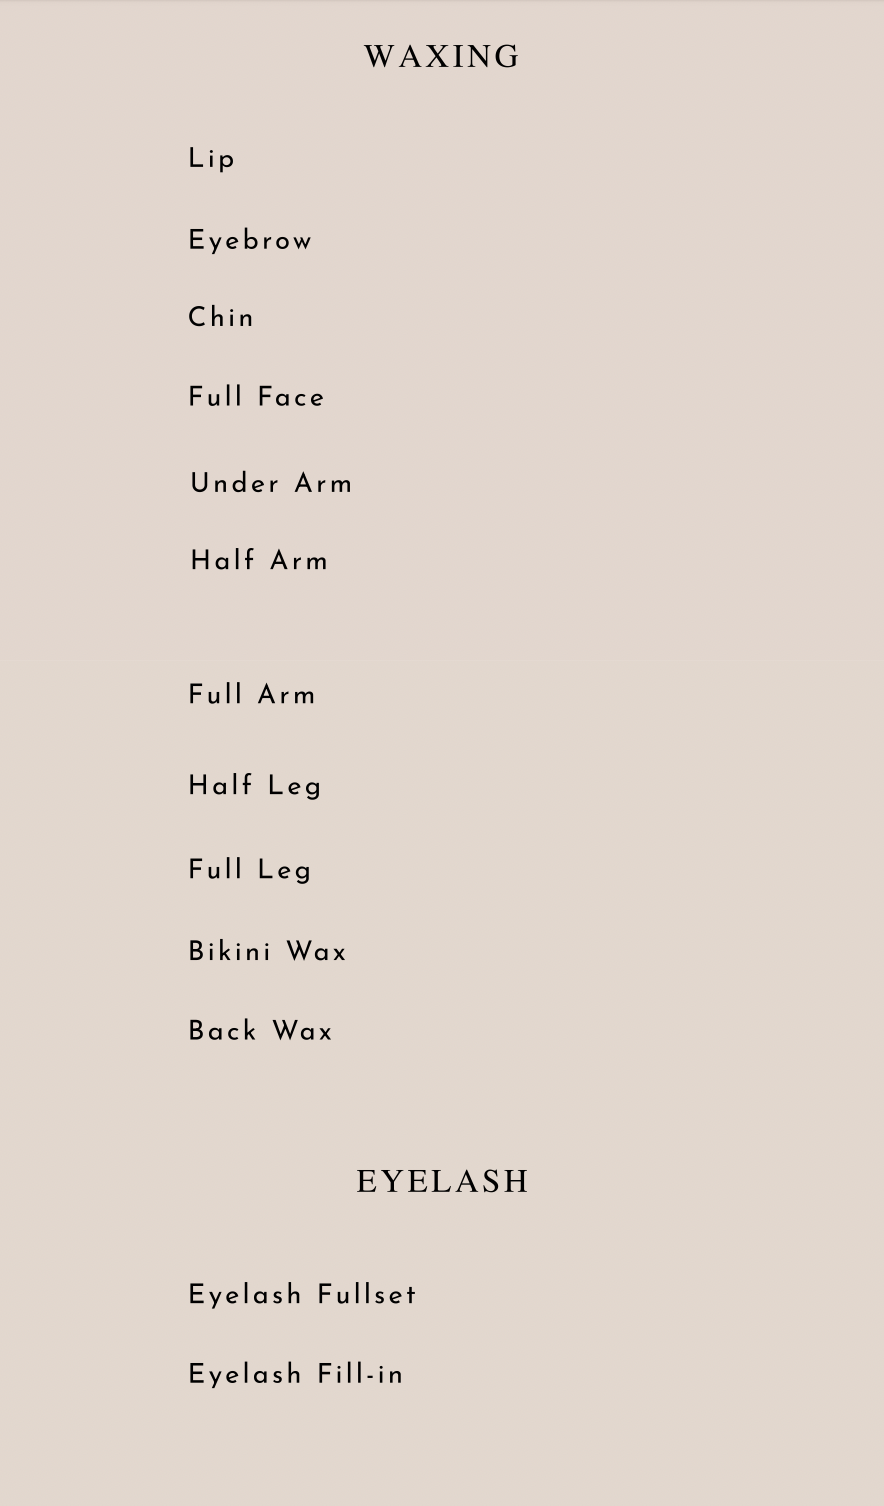 WAXING
Lip
Eyebrow
Chin
Full Face
Under Arm
Half Arm
Full Arm
Half Leg
Full Leg
Bikini Wax
Back Wax
EYELASH
Eyelash Fullset
Eyelash Fill-in